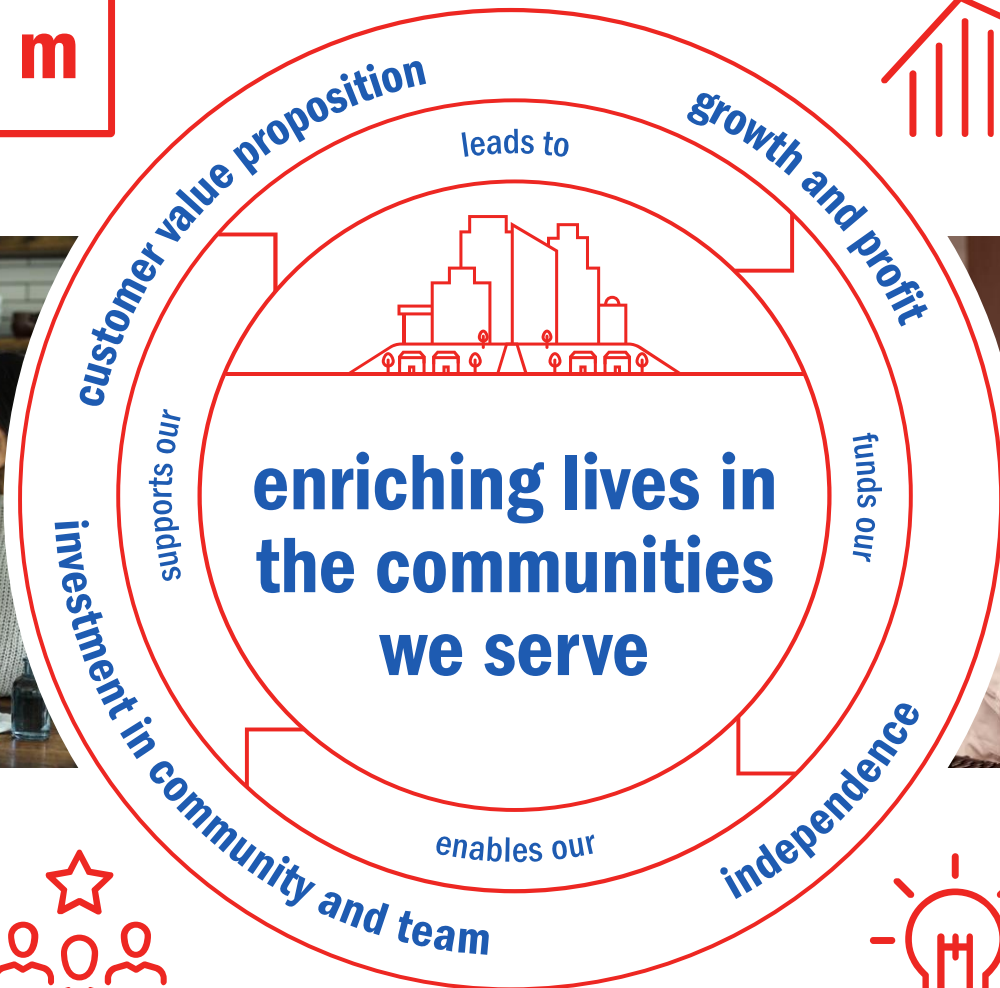 m
customer value proposition
leads to
growth and profit
funds our
independence
enables our
investment in community and team
supports our
enriching lives in
the communities
we serve